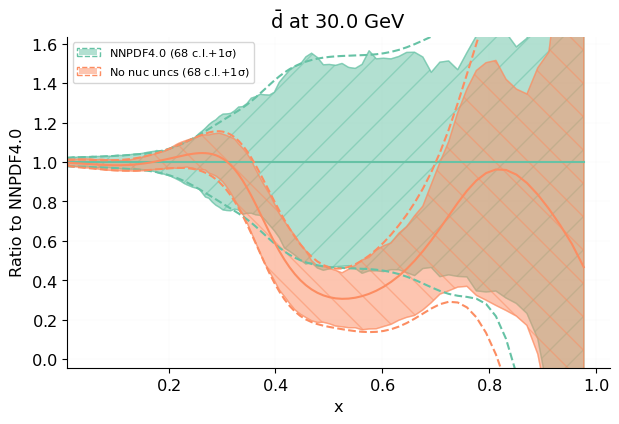 d̄ at 30.0 GeV
NNPDF4.0 (68 c.l.+1σ)
No nuc uncs (68 c.l.+1σ)
Ratio to NNPDF4.0
1.6
1.4
1.2
1.0
0.8
0.6
0.4
0.2
0.0
0.2 0.4 0.6 0.8 1.0
x